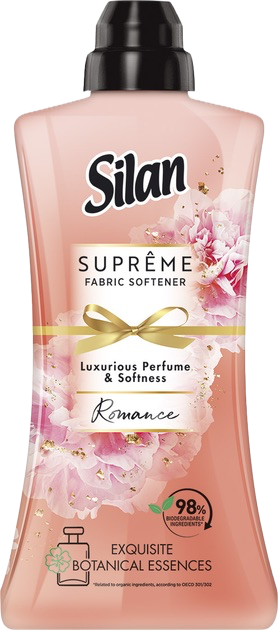 Silan
SUPRÊME
FABRIC SOFTENER
Luxurious Perfume
& Softness
Romance
98%
BIODEGRADABLE
INGREDIENTS*
EXQUISITE
BOTANICAL ESSENCES
*Related to organic ingredients, according to OECD 301/302